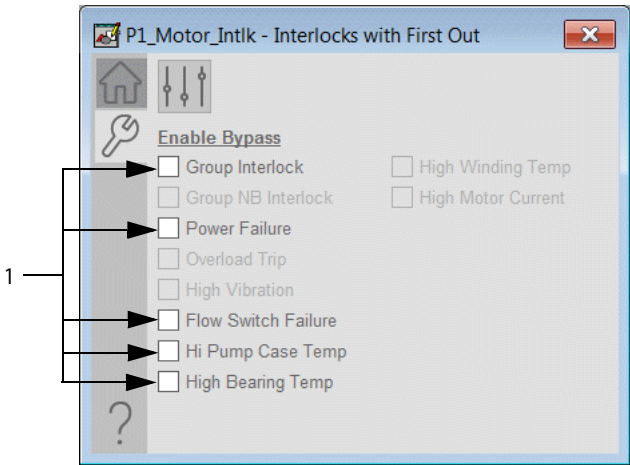 P1_Motor_Intlk - Interlocks with First Out
Enable Bypass
Group Interlock
High Winding Temp
Group NB Interlock
High Motor Current
Power Failure
Overload Trip
High Vibration
1
Flow Switch Failure
Hi Pump Case Temp
High Bearing Temp
?